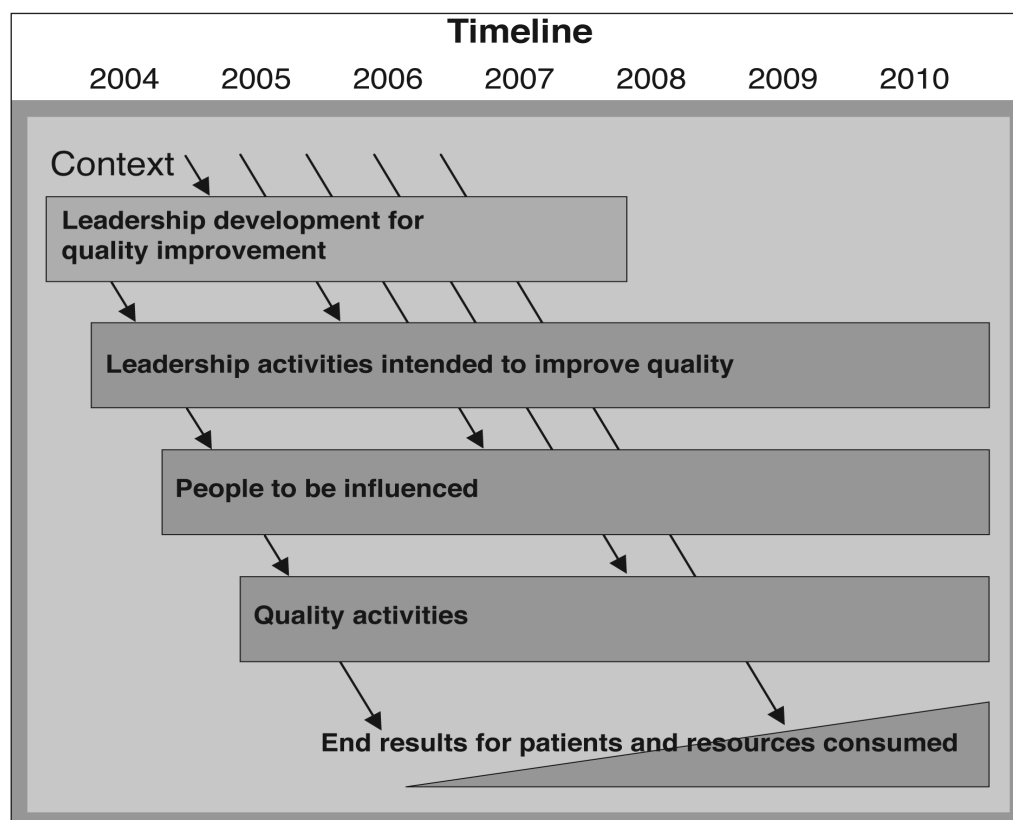 Timeline
2004 2005 2006 2007 2008 2009 2010
Context
Leadership development for
quality improvement
Leadership activities intended to improve quality
People to be influenced
Quality activities
End results for patients and resources consumed